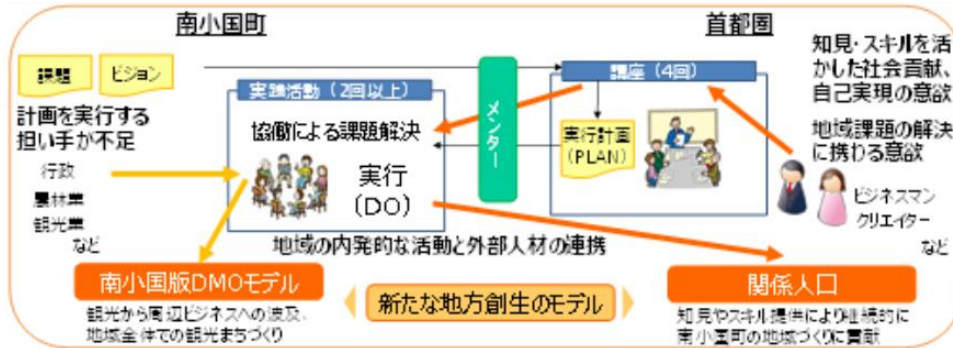 南小国町
首都圏
課題
ビジョン
計画を実行する
担い手が不足
行政
農林業
観光業
など
実踏活動（2回以上）
協働による課題解決
実行
（DO）
メンター
講座（4回）
実行計画
（PLAN）
知見・スキルを活
かした社会貢献、
自己実現の意欲
地域課題の解決
に携わる意欲
ビジネスマン
クリエイター
など
地域の内発的な活動と外部人材の連携
南小国版DMOモデル
観光から周辺ビジネスへの波及、
地域全体での観光まちづくり
新たな地方創生のモデル
関係人口
知見やスキル提供により継続的に
南小国町の地域づくりに貢献